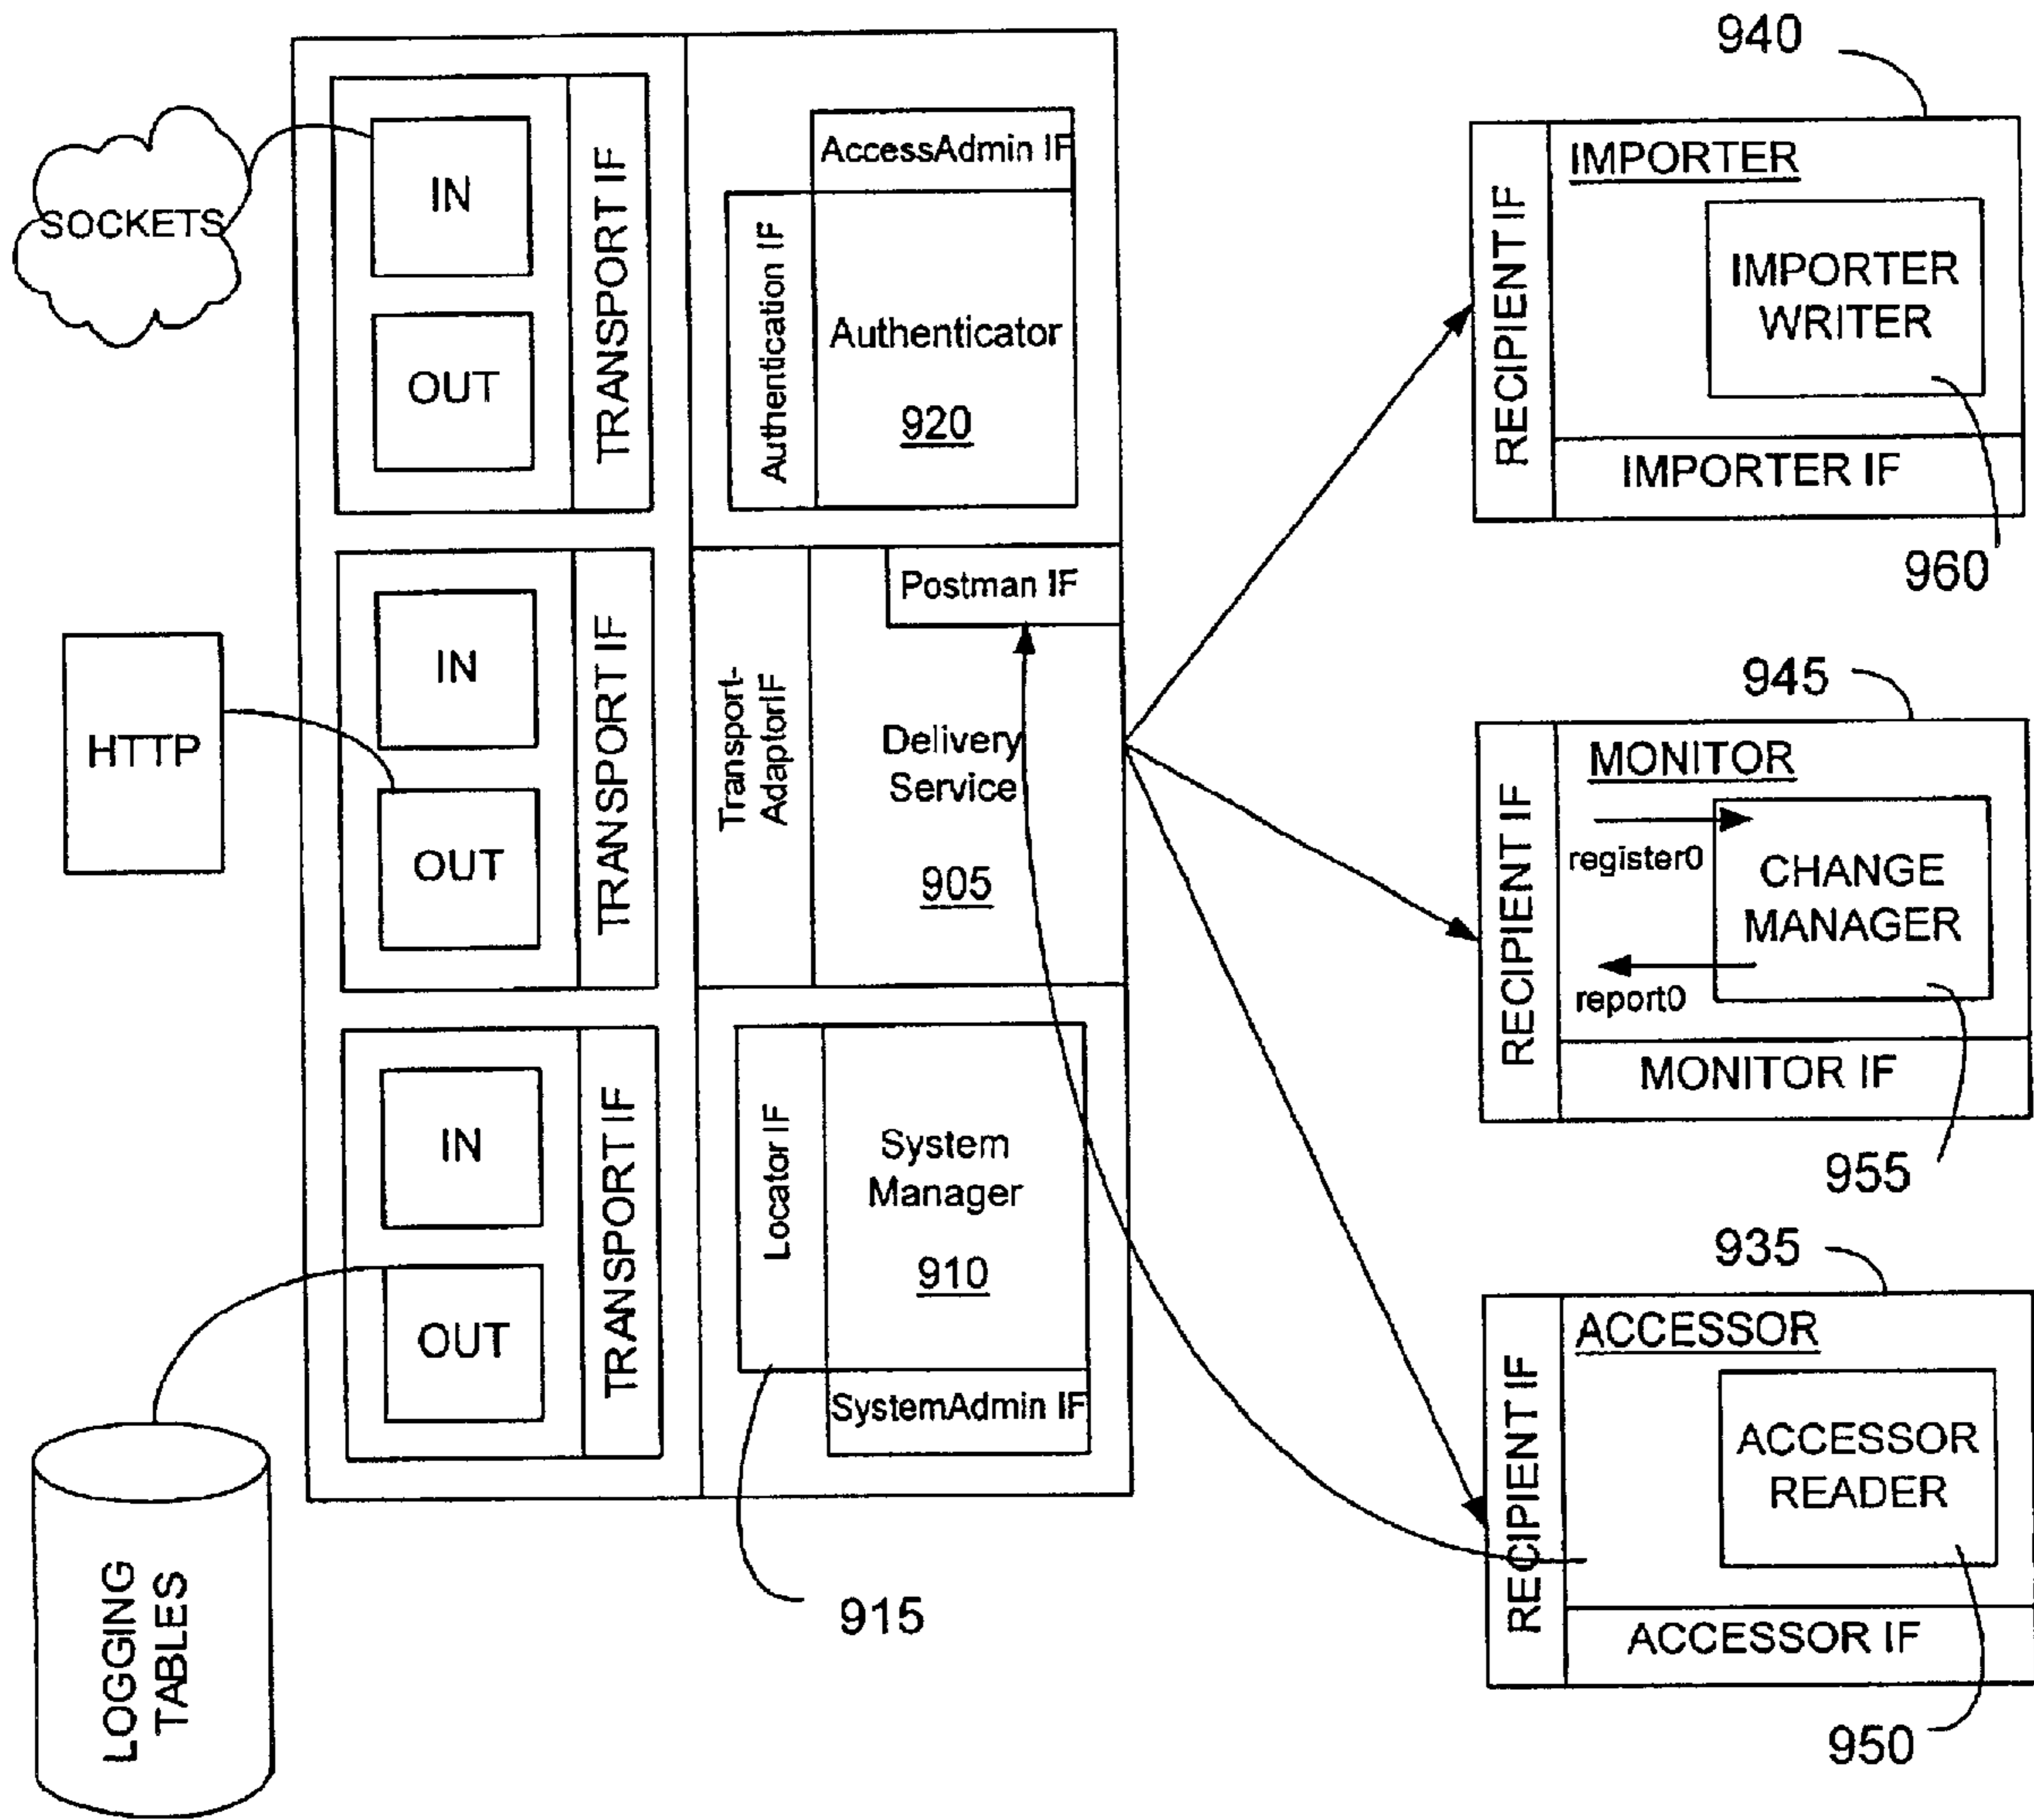 SOCKETS
IN
OUT
TRANSPORT IF
HTTP
IN
OUT
TRANSPORT IF
LOGGING
TABLES
IN
OUT
TRANSPORT IF
AccessAdmin IF
Authentication IF
Authenticator
920
Postman IF
Transport-
AdaptorIF
Delivery
Service
905
Locator IF
System
Manager
910
SystemAdmin IF
915
940
RECIPIENT IF
IMPORTER
IMPORTER
WRITER
IMPORTER IF
960
945
RECIPIENT IF
MONITOR
register0
CHANGE
MANAGER
report0
MONITOR IF
955
935
RECIPIENT IF
ACCESSOR
ACCESSOR
READER
ACCESSOR IF
950